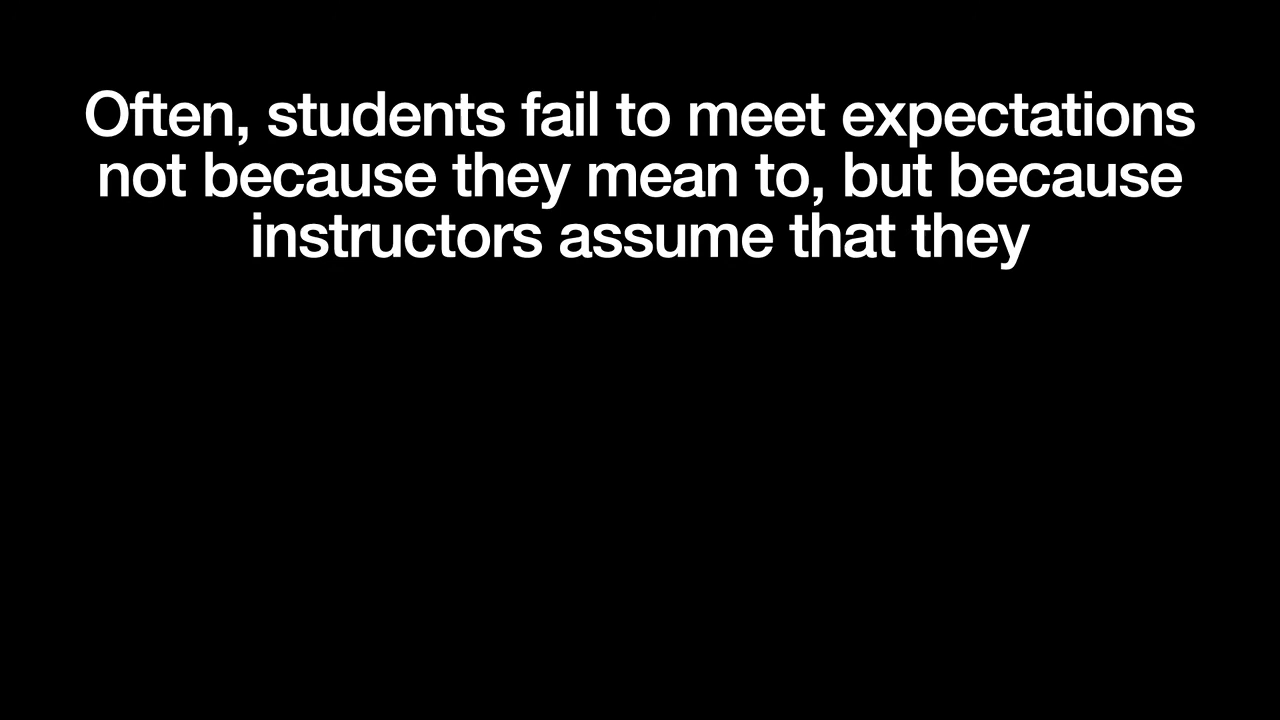 Often, students fail to meet expectations
not because they mean to, but because
instructors assume that they